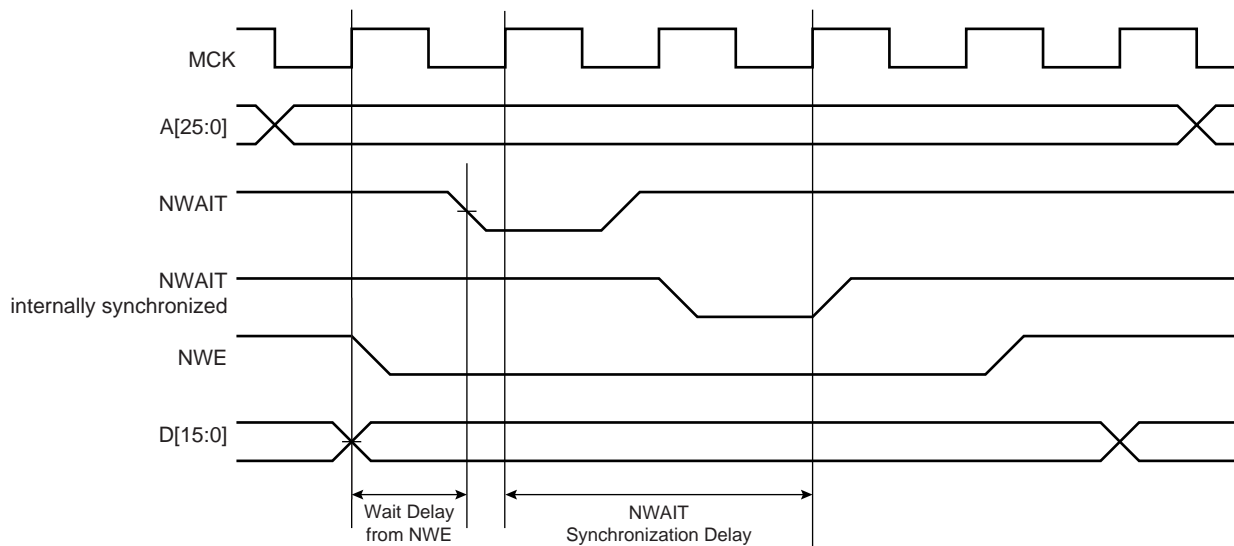 MCK
A[25:0]
NWAIT
NWAIT
internally synchronized
NWE
D[15:0]
Wait Delay
from NWE
NWAIT
Synchronization Delay